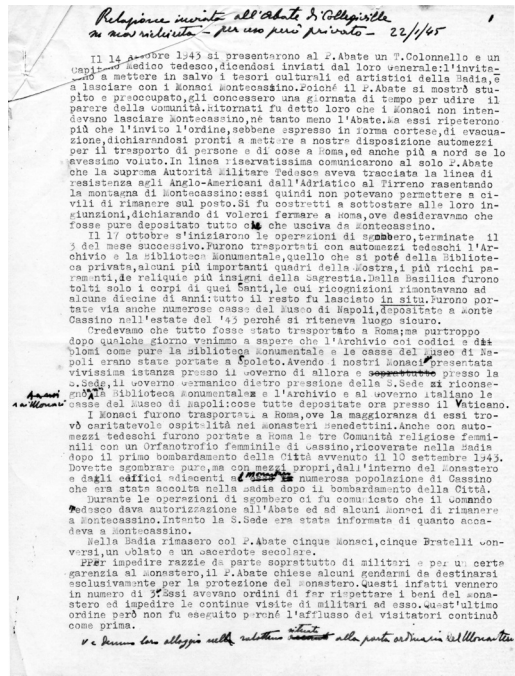 Relazione inviata all'Abate di Collegeville
su sua richiesta - per uso però privato - 22/1/45
Il 14 ottobre 1943 si presentarono al P.Abate un T.Colonnello e un
Capitano Medico tedesco,dicendosi inviati dal loro Generale:l'invita-
vano a mettere in salvo i tesori culturali ed artistici della Badia,e
a lasciare con i Monaci Montecassino.Poiché il P.Abate si mostrò stu-
pito e preoccupato,gli concessero una giornata di tempo per udire il
parere della Comunità.Ritornati fu detto loro che i Monaci non inten-
devano lasciare Montecassino,nè tanto meno l'Abate.Ma essi ripeterono
più che l'invito l'ordine,sebbene espresso in forma cortese,di evacua-
zione,dichiarandosi pronti a mettere a nostre disposizione automezzi
per il trasporto di persone e di cose a Roma,ed anche più a nord se lo
avessimo voluto.In linea riservatissima comunicarono al solo P.Abate
che la Suprema Autorità Militare Tedesca aveva tracciata la linea di
resistenza agli Anglo-Americani dall'Adriatico al Tirreno rasentando
la montagna di Montecassino:essi quindi non potevano permettere a ci-
vili di rimanere sul posto.Si fu costretti a sottostare alle loro in-
giunzioni,dichiarando di volerci fermare a Roma,ove desideravamo che
fosse pure depositato tutto che usciva da Montecassino.
Il 17 ottobre s'iniziarono le operazioni di sgombero,terminate il
3 del mese successivo.Furono trasportati con automezzi tedeschi l'Ar-
chivio e la Biblioteca Monumentale,quello che si poté della Bibliote-
ca privata,alcuni più importanti quadri della Mostra,i più ricchi pa-
ramenti,le reliquie più insigni della Sagrestia.Dalla Basilica furono
tolti solo i corpi di quei Santi,le cui ricognizioni rimontavano ad
alcune diecine di anni:tutto il resto fu lasciato in situ.Furono por-
tate via anche numerose casse del Museo di Napoli,depositate a Monte
Cassino nell'estate del '43 perché si riteneva luogo sicuro.
Credevamo che tutto fosse stato trasportato a Roma;ma purtroppo
dopo qualche giorno venimmo a sapere che l'Archivio coi codici e di
plomi come pure la Biblioteca Monumentale e le casse del Museo di Na-
poli erano state portate a Spoleto.Avendo i nostri Monaci presentata
vivissima istanza presso il Governo di allora e soprattutto presso la
S.Sede,il Governo Germanico dietro pressione della S.Sede ri riconse-
gnò la Biblioteca Monumentale e l'Archivio e al Governo Italiano le
ai Monaci
casse del Museo di Napoli:cose tutte depositate ora presso il Vaticano.
I Monaci furono trasportati a Roma,ove la maggioranza di essi tro-
vò caritatevole ospitalità nei Monasteri Benedettini.Anche con auto-
mezzi tedeschi furono portate a Roma le tre Comunità religiose femmi-
nili con un Orfanotrofio femminile di Cassino,ricoverate nella Badia
dopo il primo bombardamento della Città avvenuto il 10 settembre 1943.
Dovette sgombrare pure,ma con mezzi propri,dall'interno del Monastero
e dagli edifici adiacenti al monastero numerosa popolazione di Cassino
che era stata accolta nella Badia dopo il bombardamento della Città.
Durante le operazioni di sgombero ci fu comunicato che il Comando
Tedesco dava autorizzazione all'Abate ed ad alcuni Monaci di rimanere
a Montecassino.Intanto la S.Sede era stata informata di quanto acca-
deva a Montecassino.
Nella Badia rimasero col P.Abate cinque Monaci,cinque Fratelli Con-
versi,un Oblato e un Sacerdote secolare.
PPer impedire razzie da parte soprattutto di militari e per un certa
garenzia al Monastero,il P.Abate chiese alcuni gendarmi da destinarsi
esclusivamente per la protezione del Monastero.Questi infatti vennero
in numero di 3.Essi avevano ordini di far rispettare i beni del Mona-
stero ed impedire le continue visite di militari ad esso.Quest'ultimo
ordine però non fu eseguito perché l'afflusso dei visitatori continuò
come prima.
V e demmo loro alloggio nelle salottine situate alla porta ordinaria del Monastero